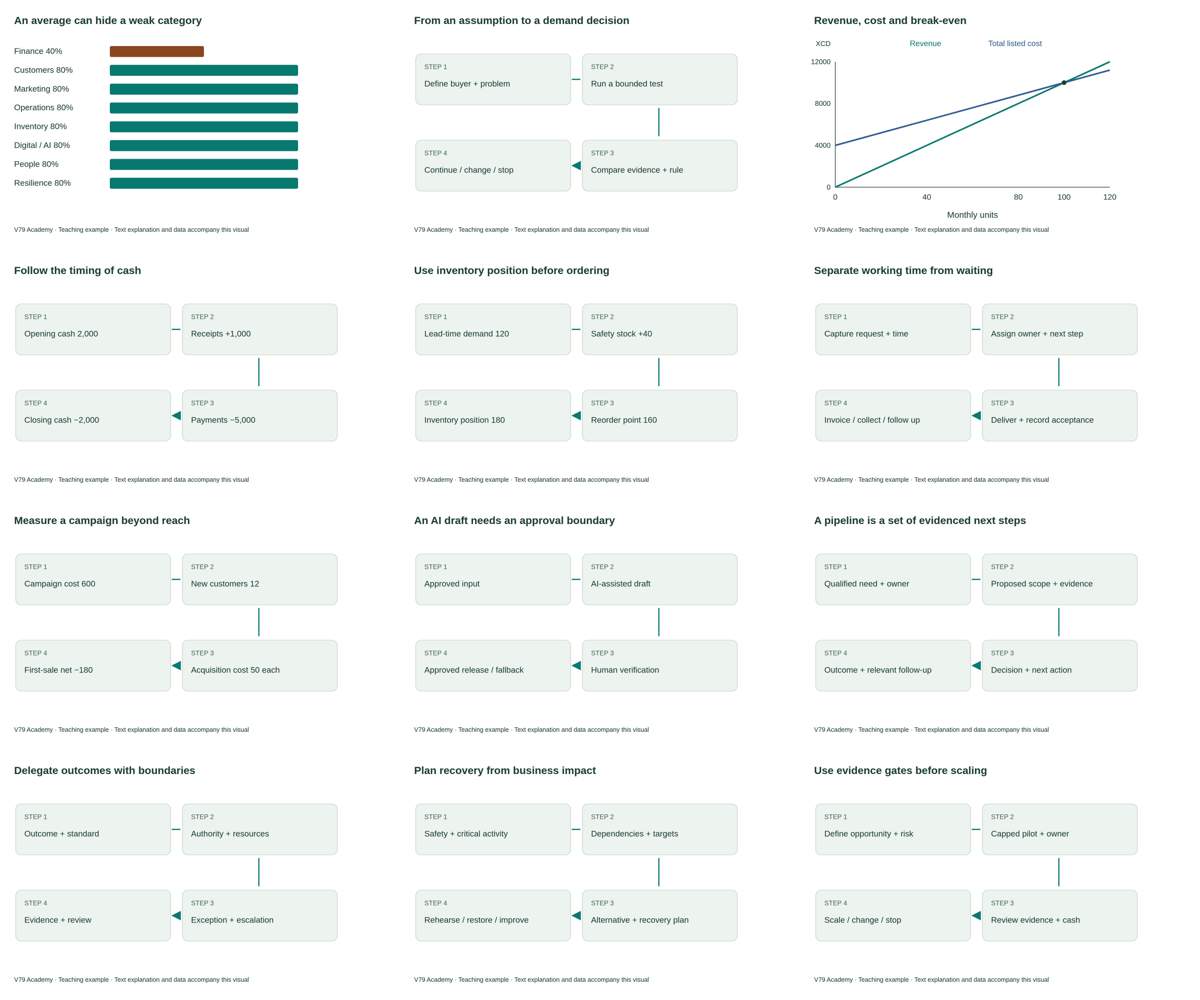 An average can hide a weak category
Finance 40%
Customers 80%
Marketing 80%
Operations 80%
Inventory 80%
Digital / AI 80%
People 80%
Resilience 80%
V79 Academy · Teaching example · Text explanation and data accompany this visual
From an assumption to a demand decision
STEP 1
Define buyer + problem
STEP 2
Run a bounded test
STEP 4
Continue / change / stop
STEP 3
Compare evidence + rule
V79 Academy · Teaching example · Text explanation and data accompany this visual
Revenue, cost and break-even
XCD
Revenue
Total listed cost
12000
8000
4000
0
0
40
80
100
120
Monthly units
V79 Academy · Teaching example · Text explanation and data accompany this visual
Follow the timing of cash
STEP 1
Opening cash 2,000
STEP 2
Receipts +1,000
STEP 4
Closing cash −2,000
STEP 3
Payments −5,000
V79 Academy · Teaching example · Text explanation and data accompany this visual
Use inventory position before ordering
STEP 1
Lead-time demand 120
STEP 2
Safety stock +40
STEP 4
Inventory position 180
STEP 3
Reorder point 160
V79 Academy · Teaching example · Text explanation and data accompany this visual
Separate working time from waiting
STEP 1
Capture request + time
STEP 2
Assign owner + next step
STEP 4
Invoice / collect / follow up
STEP 3
Deliver + record acceptance
V79 Academy · Teaching example · Text explanation and data accompany this visual
Measure a campaign beyond reach
STEP 1
Campaign cost 600
STEP 2
New customers 12
STEP 4
First-sale net −180
STEP 3
Acquisition cost 50 each
V79 Academy · Teaching example · Text explanation and data accompany this visual
An AI draft needs an approval boundary
STEP 1
Approved input
STEP 2
AI-assisted draft
STEP 4
Approved release / fallback
STEP 3
Human verification
V79 Academy · Teaching example · Text explanation and data accompany this visual
A pipeline is a set of evidenced next steps
STEP 1
Qualified need + owner
STEP 2
Proposed scope + evidence
STEP 4
Outcome + relevant follow-up
STEP 3
Decision + next action
V79 Academy · Teaching example · Text explanation and data accompany this visual
Delegate outcomes with boundaries
STEP 1
Outcome + standard
STEP 2
Authority + resources
STEP 4
Evidence + review
STEP 3
Exception + escalation
V79 Academy · Teaching example · Text explanation and data accompany this visual
Plan recovery from business impact
STEP 1
Safety + critical activity
STEP 2
Dependencies + targets
STEP 4
Rehearse / restore / improve
STEP 3
Alternative + recovery plan
V79 Academy · Teaching example · Text explanation and data accompany this visual
Use evidence gates before scaling
STEP 1
Define opportunity + risk
STEP 2
Capped pilot + owner
STEP 4
Scale / change / stop
STEP 3
Review evidence + cash
V79 Academy · Teaching example · Text explanation and data accompany this visual